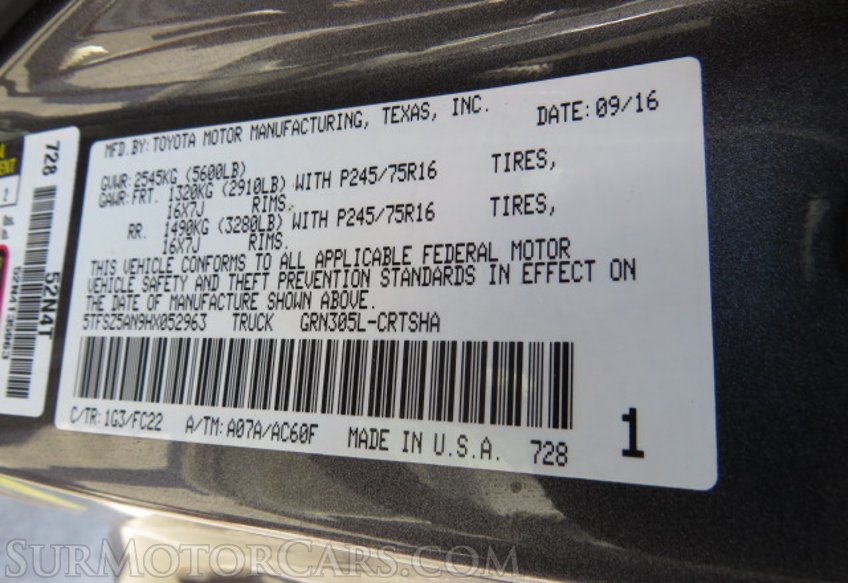 MFD.BY:TOYOTA MOTOR MANUFACTURING, TEXAS, INC. DATE:09/16
GVWR:2545KG (5600LB)
GAWR:FRT. 1320KG (2910LB) WITH P245/75R16 TIRES,
16X7J RIMS.
RR. 1490KG (3280LB) WITH P245/75R16 TIRES,
16X7J RIMS.
THIS VEHICLE CONFORMS TO ALL APPLICABLE FEDERAL MOTOR
VEHICLE SAFETY AND THEFT PREVENTION STANDARDS IN EFFECT ON
THE DATE OF MANUFACTURE SHOWN ABOVE.
5TFSZ5AN9HX052963 TRUCK GRN305L-CRTSHA
C/TR:1G3/FC22 A/TM:A07A/AC60F MADE IN U.S.A. 728 1
728
52N4T
2
SurMotorCars.com